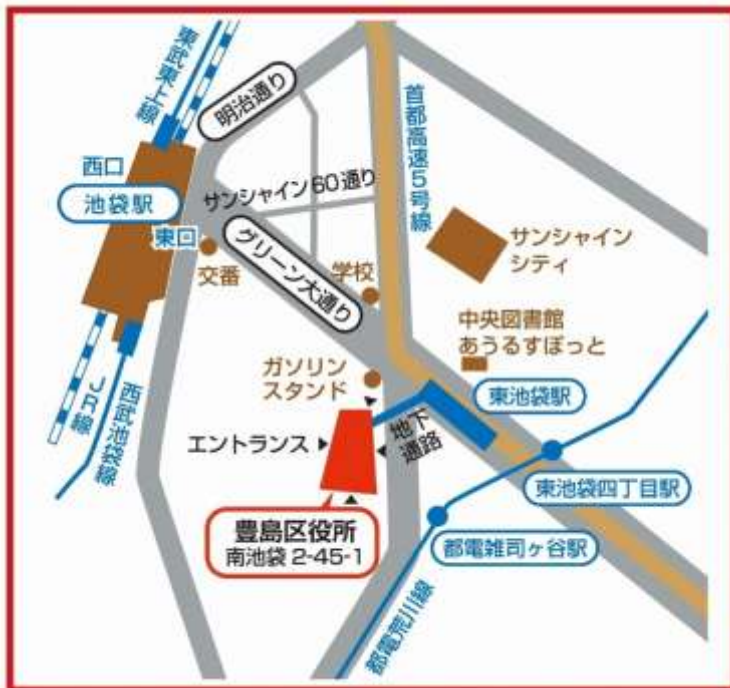 東武東上線
明治通り
首都高速5号線
西口
池袋駅
サンシャイン60通り
東口
サンシャイン
シティ
グリーン大通り
交番
学校
中央図書館
あうるすぽっと
ガソリン
スタンド
東池袋駅
JR線
西武池袋線
エントランス
地下
通路
東池袋四丁目駅
豊島区役所
南池袋 2-45-1
都電雑司ヶ谷駅
都電荒川線